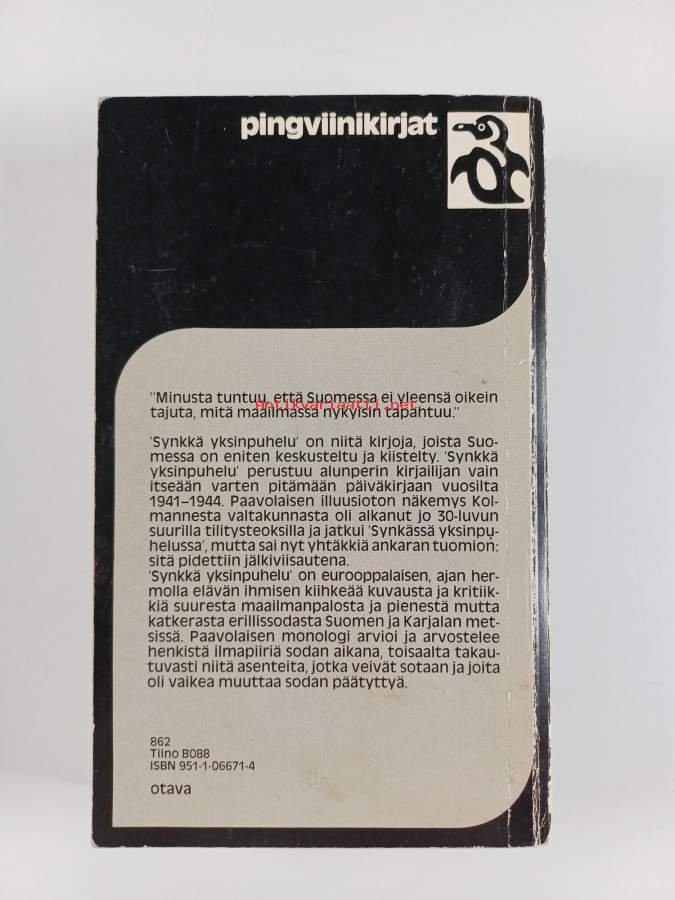 pingviinikirjat
"Minusta tuntuu, että Suomessa ei yleensä oikein
Antikvariaatti.net
tajuta, mitä maailmassa nykyisin tapahtuu."
'Synkkä yksinpuhelu' on niitä kirjoja, joista Suo-
messa on eniten keskusteltu ja kiistelty. 'Synkkä
yksinpuhelu' perustuu alunperin kirjailijan vain
itseään varten pitämään päiväkirjaan vuosilta
1941–1944. Paavolaisen illuusioton näkemys Kol-
mannesta valtakunnasta oli alkanut jo 30-luvun
suurilla tilitysteoksilla ja jatkui 'Synkässä yksinpu-
helussa', mutta sai nyt yhtäkkiä ankaran tuomion:
sitä pidettiin jälkiviisautena.
'Synkkä yksinpuhelu' on eurooppalaisen, ajan her-
molla elävän ihmisen kiihkeää kuvausta ja kritiik-
kiä suuresta maailmanpalosta ja pienestä mutta
katkerasta erillissodasta Suomen ja Karjalan met-
sissä. Paavolaisen monologi arvioi ja arvostelee
henkistä ilmapiiriä sodan aikana, toisaalta takau-
tuvasti niitä asenteita, jotka veivät sotaan ja joita
oli vaikea muuttaa sodan päätyttyä.
862
Tiino B088
ISBN 951-1-06671-4
otava